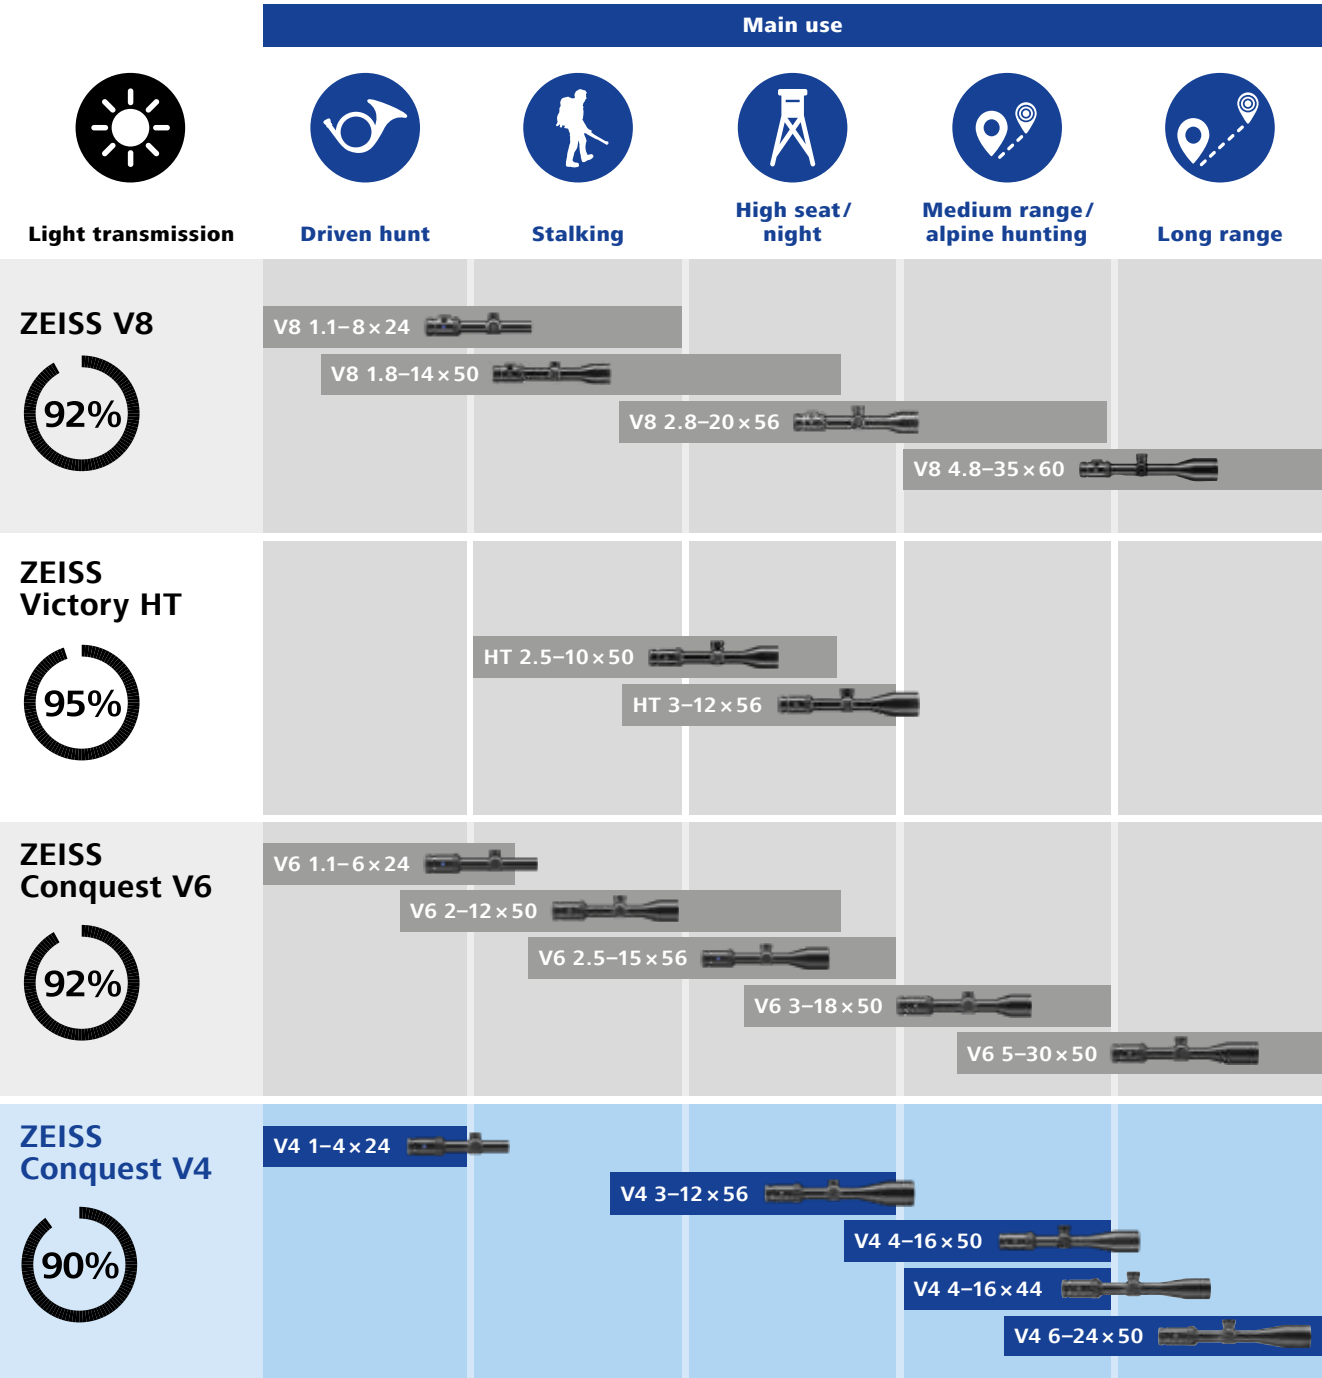 Main use
Light transmission
Driven hunt
Stalking
High seat/
night
Medium range/
alpine hunting
Long range
ZEISS V8
92%
V8 1.1–8×24
V8 1.8–14×50
V8 2.8–20×56
V8 4.8–35×60
ZEISS
Victory HT
95%
HT 2.5–10×50
HT 3–12×56
ZEISS
Conquest V6
92%
V6 1.1–6×24
V6 2–12×50
V6 2.5–15×56
V6 3–18×50
V6 5–30×50
ZEISS
Conquest V4
90%
V4 1–4×24
V4 3–12×56
V4 4–16×50
V4 4–16×44
V4 6–24×50